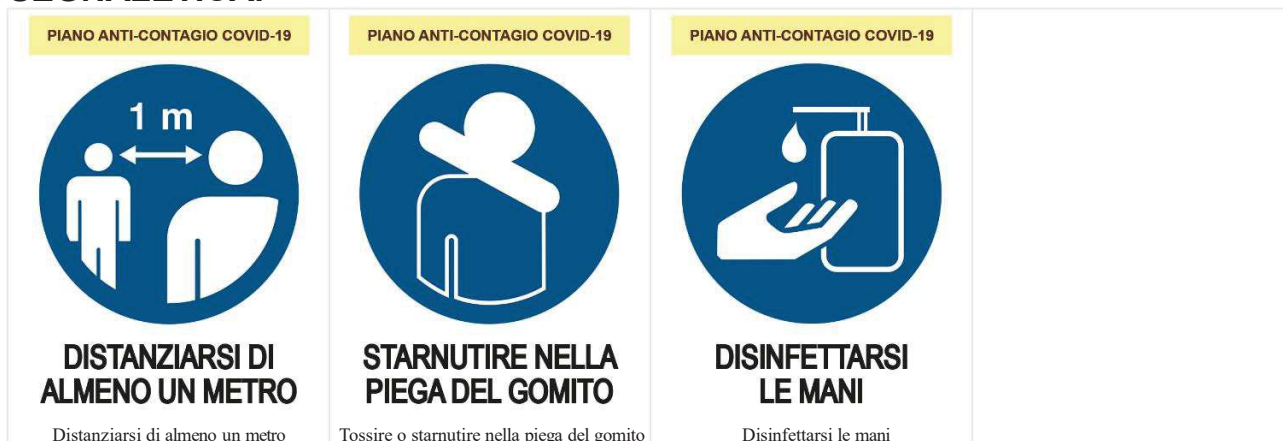 PIANO ANTI-CONTAGIO COVID-19
1 m
DISTANZIARSI DI
ALMENO UN METRO
Distanziarsi di almeno un metro
PIANO ANTI-CONTAGIO COVID-19
STARNUTIRE NELLA
PIEGA DEL GOMITO
Tossire o starnutire nella piega del gomito
PIANO ANTI-CONTAGIO COVID-19
DISINFETTARSI
LE MANI
Disinfettarsi le mani